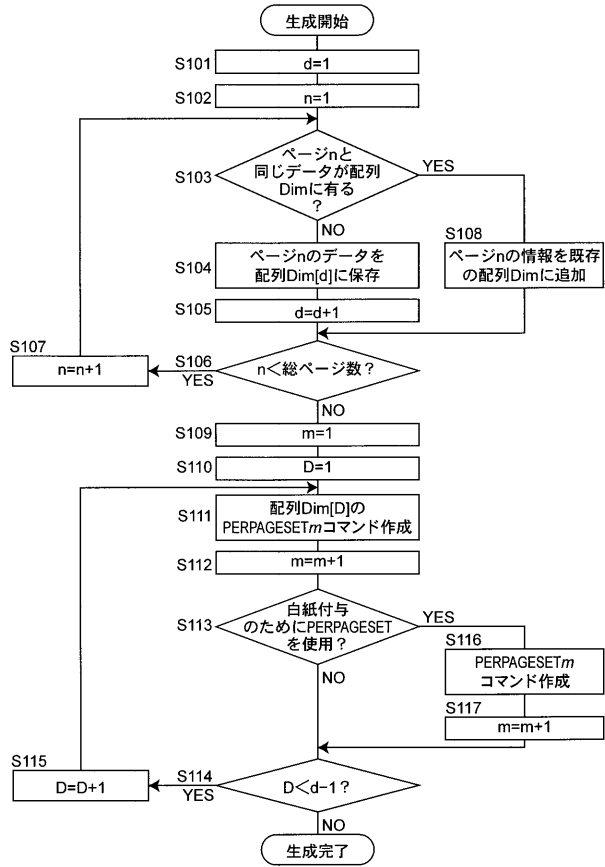 生成開始
S101
d=1
S102
n=1
S103
ページnと
同じデータが配列
Dimに有る
?
YES
NO
S104
ページnのデータを
配列Dim[d]に保存
S108
ページnの情報を既存
の配列Dimに追加
S105
d=d+1
S107
n=n+1
S106
YES
n<総ページ数?
NO
S109
m=1
S110
D=1
S111
配列Dim[D]の
PERPAGESETmコマンド作成
S112
m=m+1
S113
白紙付与
のためにPERPAGESET
を使用?
YES
NO
S116
PERPAGESETm
コマンド作成
S117
m=m+1
S115
D=D+1
S114
YES
D<d−1?
NO
生成完了